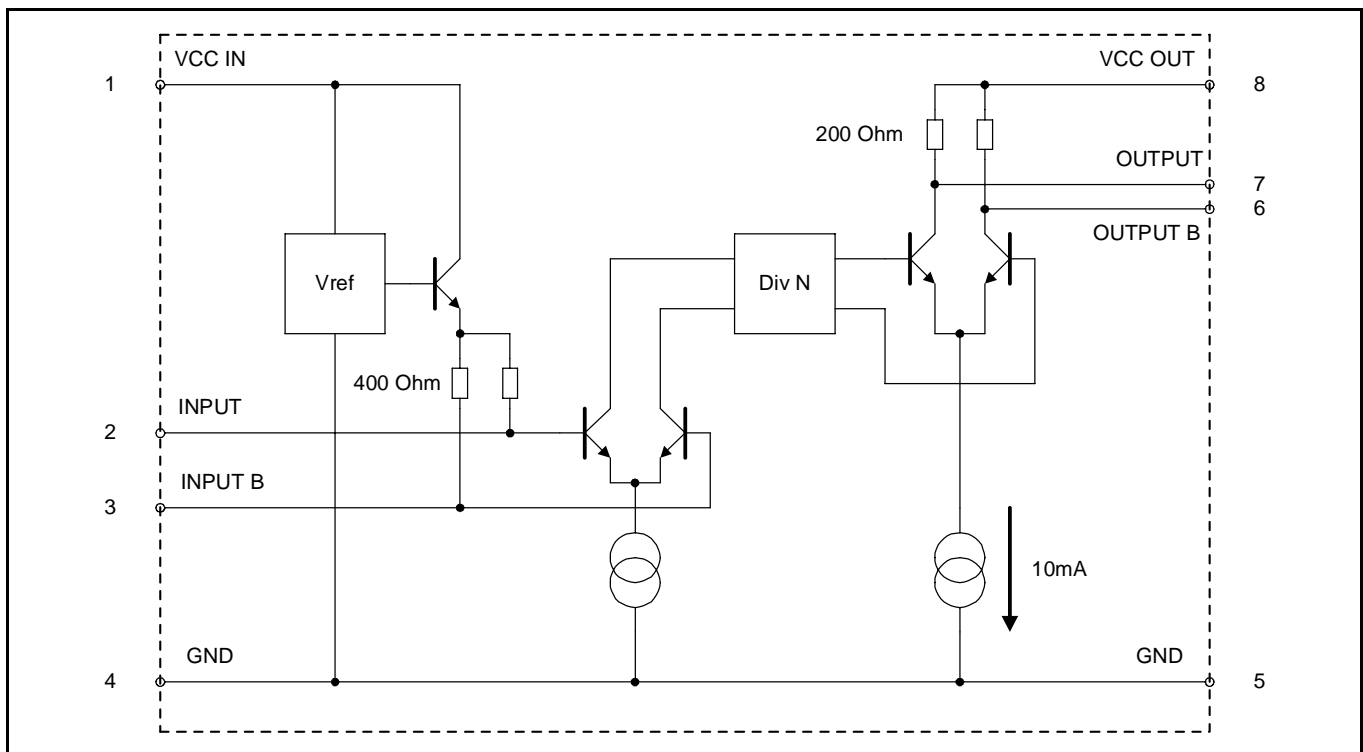 VCC IN
VCC OUT
1
8
200 Ohm
OUTPUT
7
6
OUTPUT B
Vref
Div N
400 Ohm
INPUT
2
INPUT B
3
10mA
GND
GND
4
5